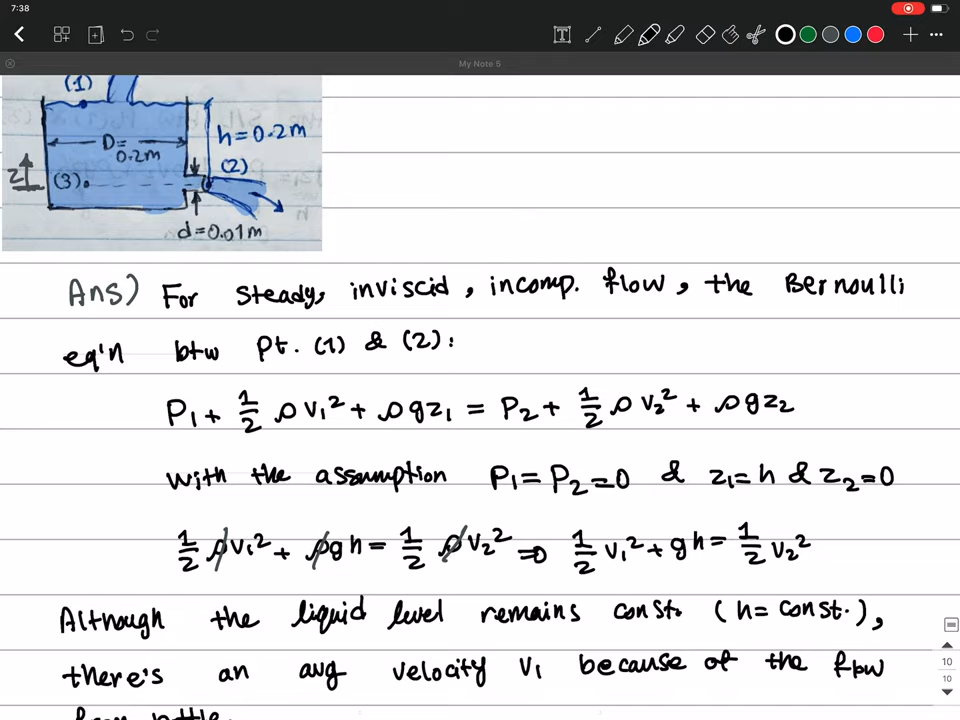 7:38
My Note 5
(1)
D=
0.2m
h=0.2m
(2)
z
(3)
d=0.01m
Ans) For steady, inviscid, incomp. flow, the Bernoulli
eq'n btw Pt. (1) & (2):
P₁ + 1/2 ρv₁² + ρgz₁ = P₂ + 1/2 ρv₂² + ρgz₂
with the assumption P₁=P₂=0 & z₁=h & z₂=0
1/2 ρv₁² + ρgh = 1/2 ρv₂² ⇒ 1/2 v₁² + gh = 1/2 v₂²
Although the liquid level remains const. (h=const.),
there's an avg velocity v₁ because of the flow
10
10